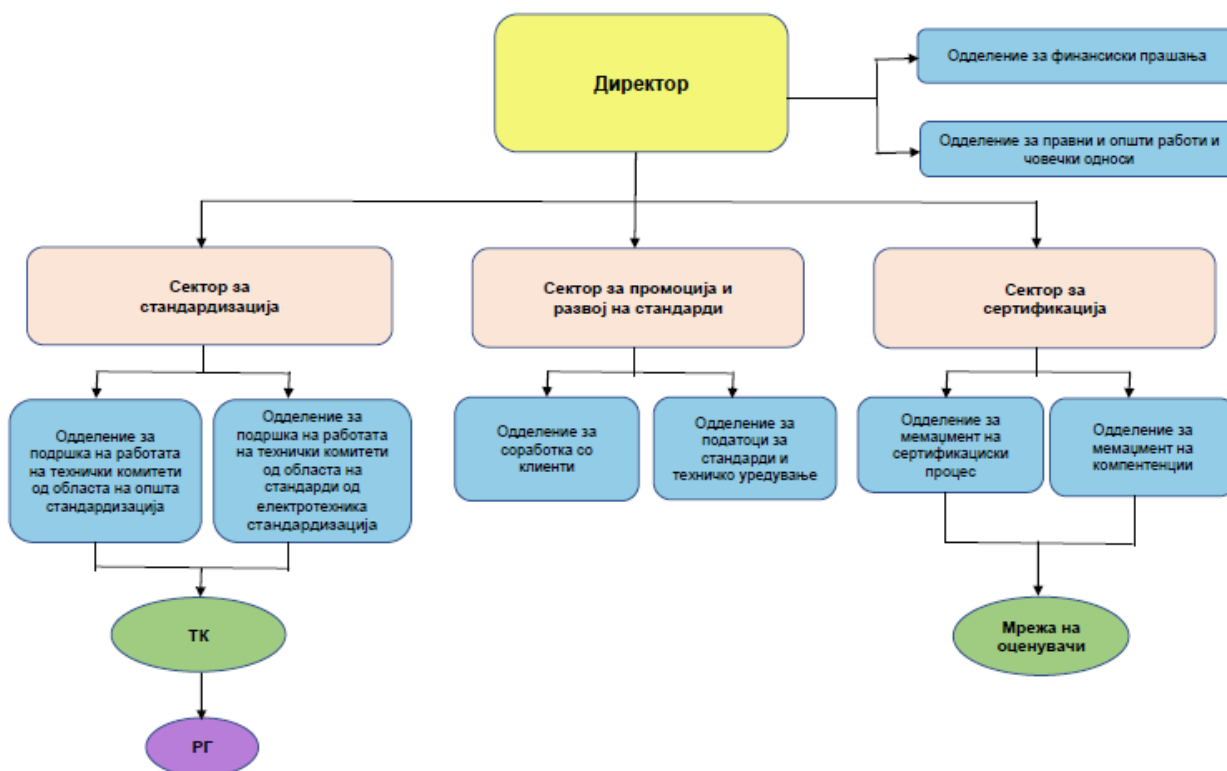 Директор
Одделение за финансиски прашања
Одделение за правни и општи работи и
човечки односи
Сектор за
стандардизација
Сектор за промоција и
развој на стандарди
Сектор за
сертификација
Одделение за
подршка на работата
на технички комитети
од областа на општа
стандардизација
Одделение за
подршка на работата
на технички комитети
од областа на
стандарди од
електротехника
стандардизација
Одделение за
соработка со
клиенти
Одделение за
податоци за
стандарди и
техничко уредување
Одделение за
мемаџмент на
сертификациски
процес
Одделение за
мемаџмент на
компентенции
ТК
Мрежа на
оценувачи
РГ